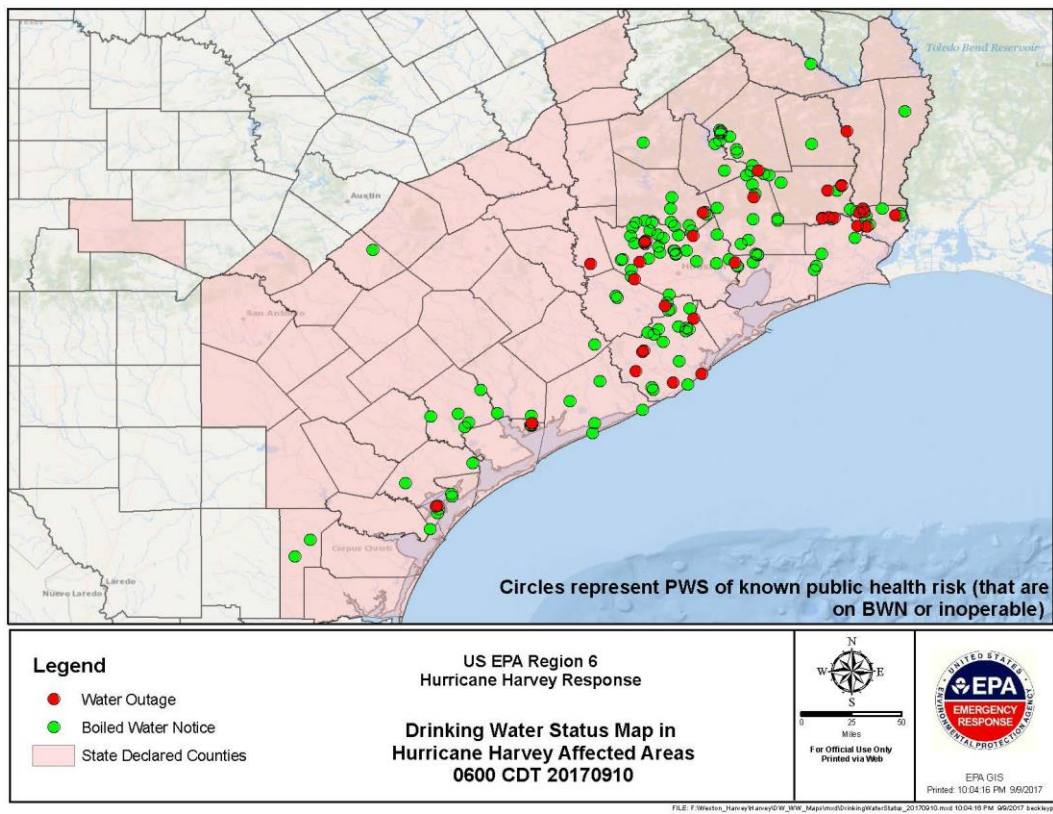 Toledo Bend Reservoir
Austin
San Antonio
Corpus Christi
Laredo
Nuevo Laredo
Circles represent PWS of known public health risk (that are
on BWN or inoperable)
Legend
Water Outage
Boiled Water Notice
State Declared Counties
US EPA Region 6
Hurricane Harvey Response
Drinking Water Status Map in
Hurricane Harvey Affected Areas
0600 CDT 20170910
N
W E
S
0 25 50
Miles
For Official Use Only
Printed via Web
UNITED STATES
EPA
EMERGENCY
RESPONSE
ENVIRONMENTAL PROTECTION AGENCY
EPA GIS
Printed: 10:04:16 PM 9/9/2017